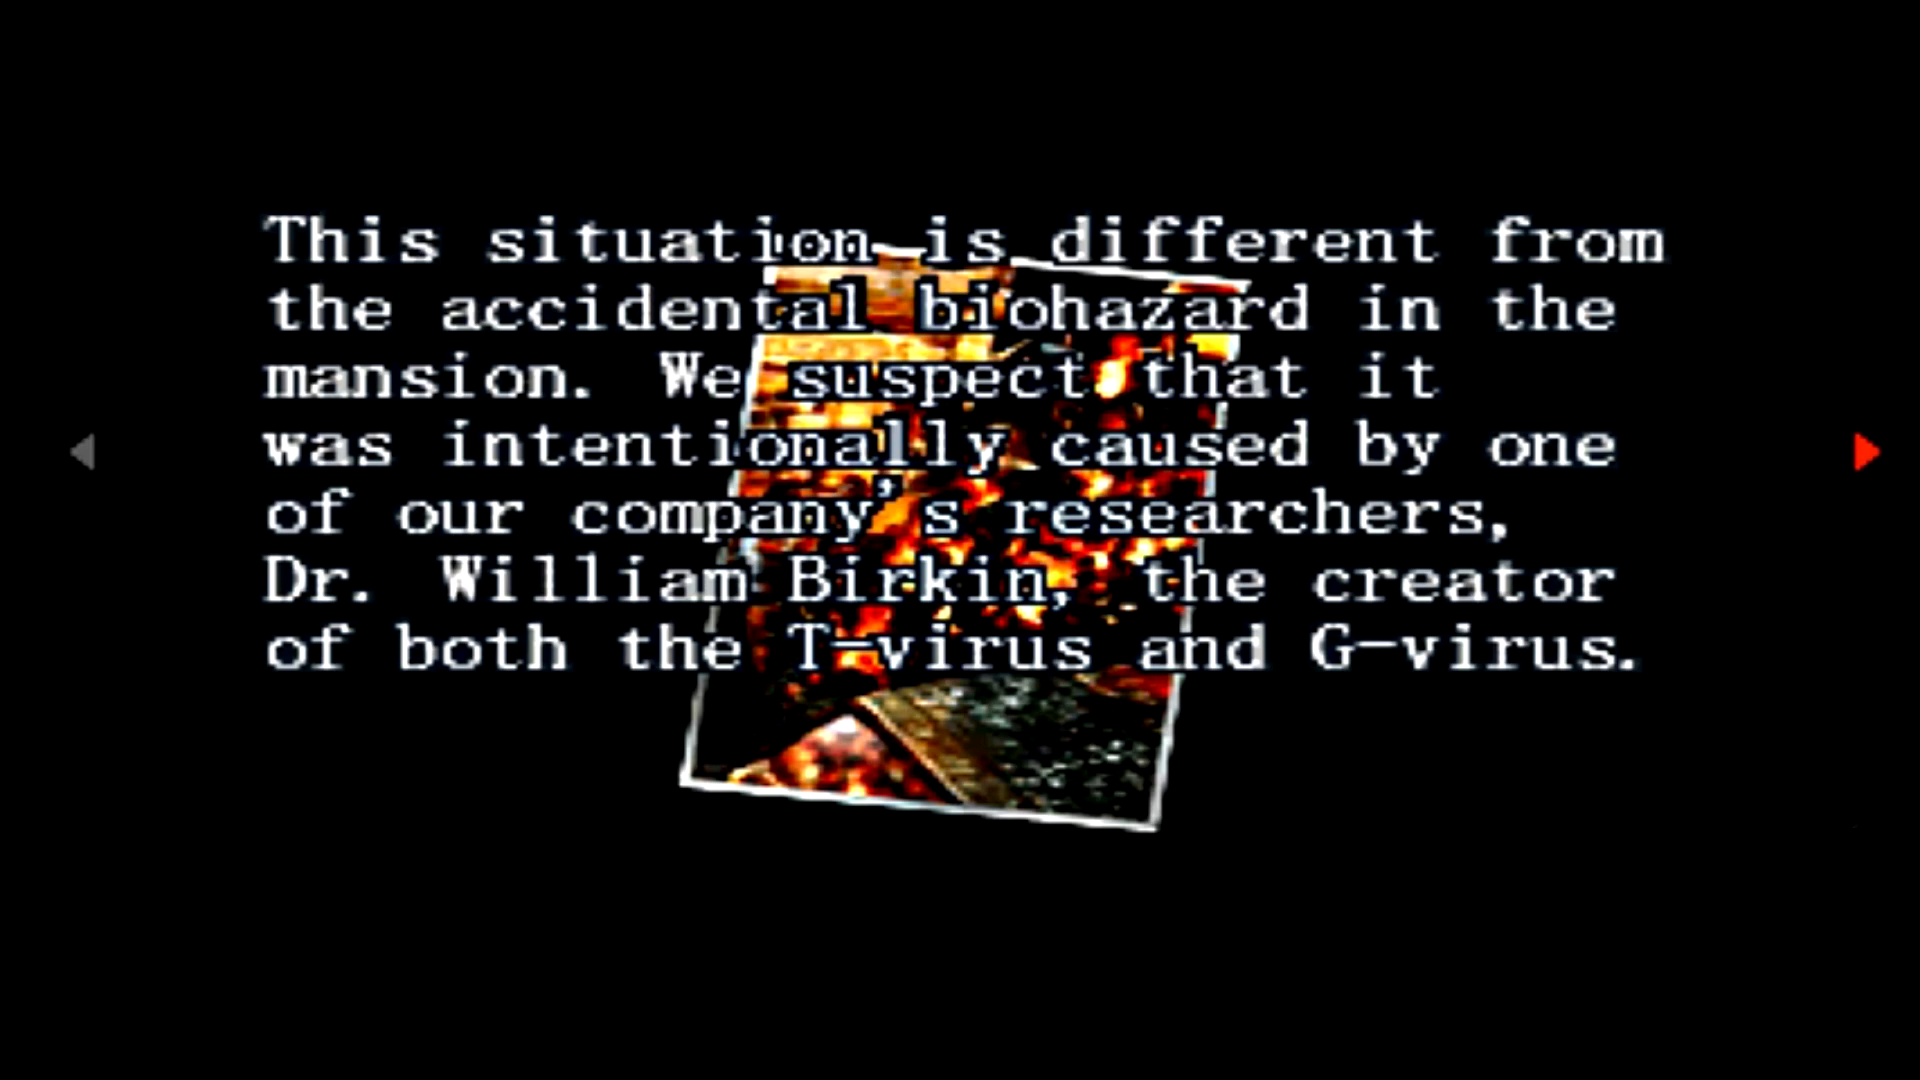 This situation is different from
the accidental biohazard in the
mansion. We suspect that it
was intentionally caused by one
of our company's researchers,
Dr. William Birkin, the creator
of both the T-virus and G-virus.